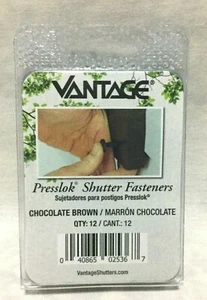 VANTAGE®
Presslok® Shutter Fasteners
Sujetadores para postigos Presslok®
CHOCOLATE BROWN / MARRÓN CHOCOLATE
QTY: 12 / CANT.: 12
0 40865 02536 7
VantageShutters.com